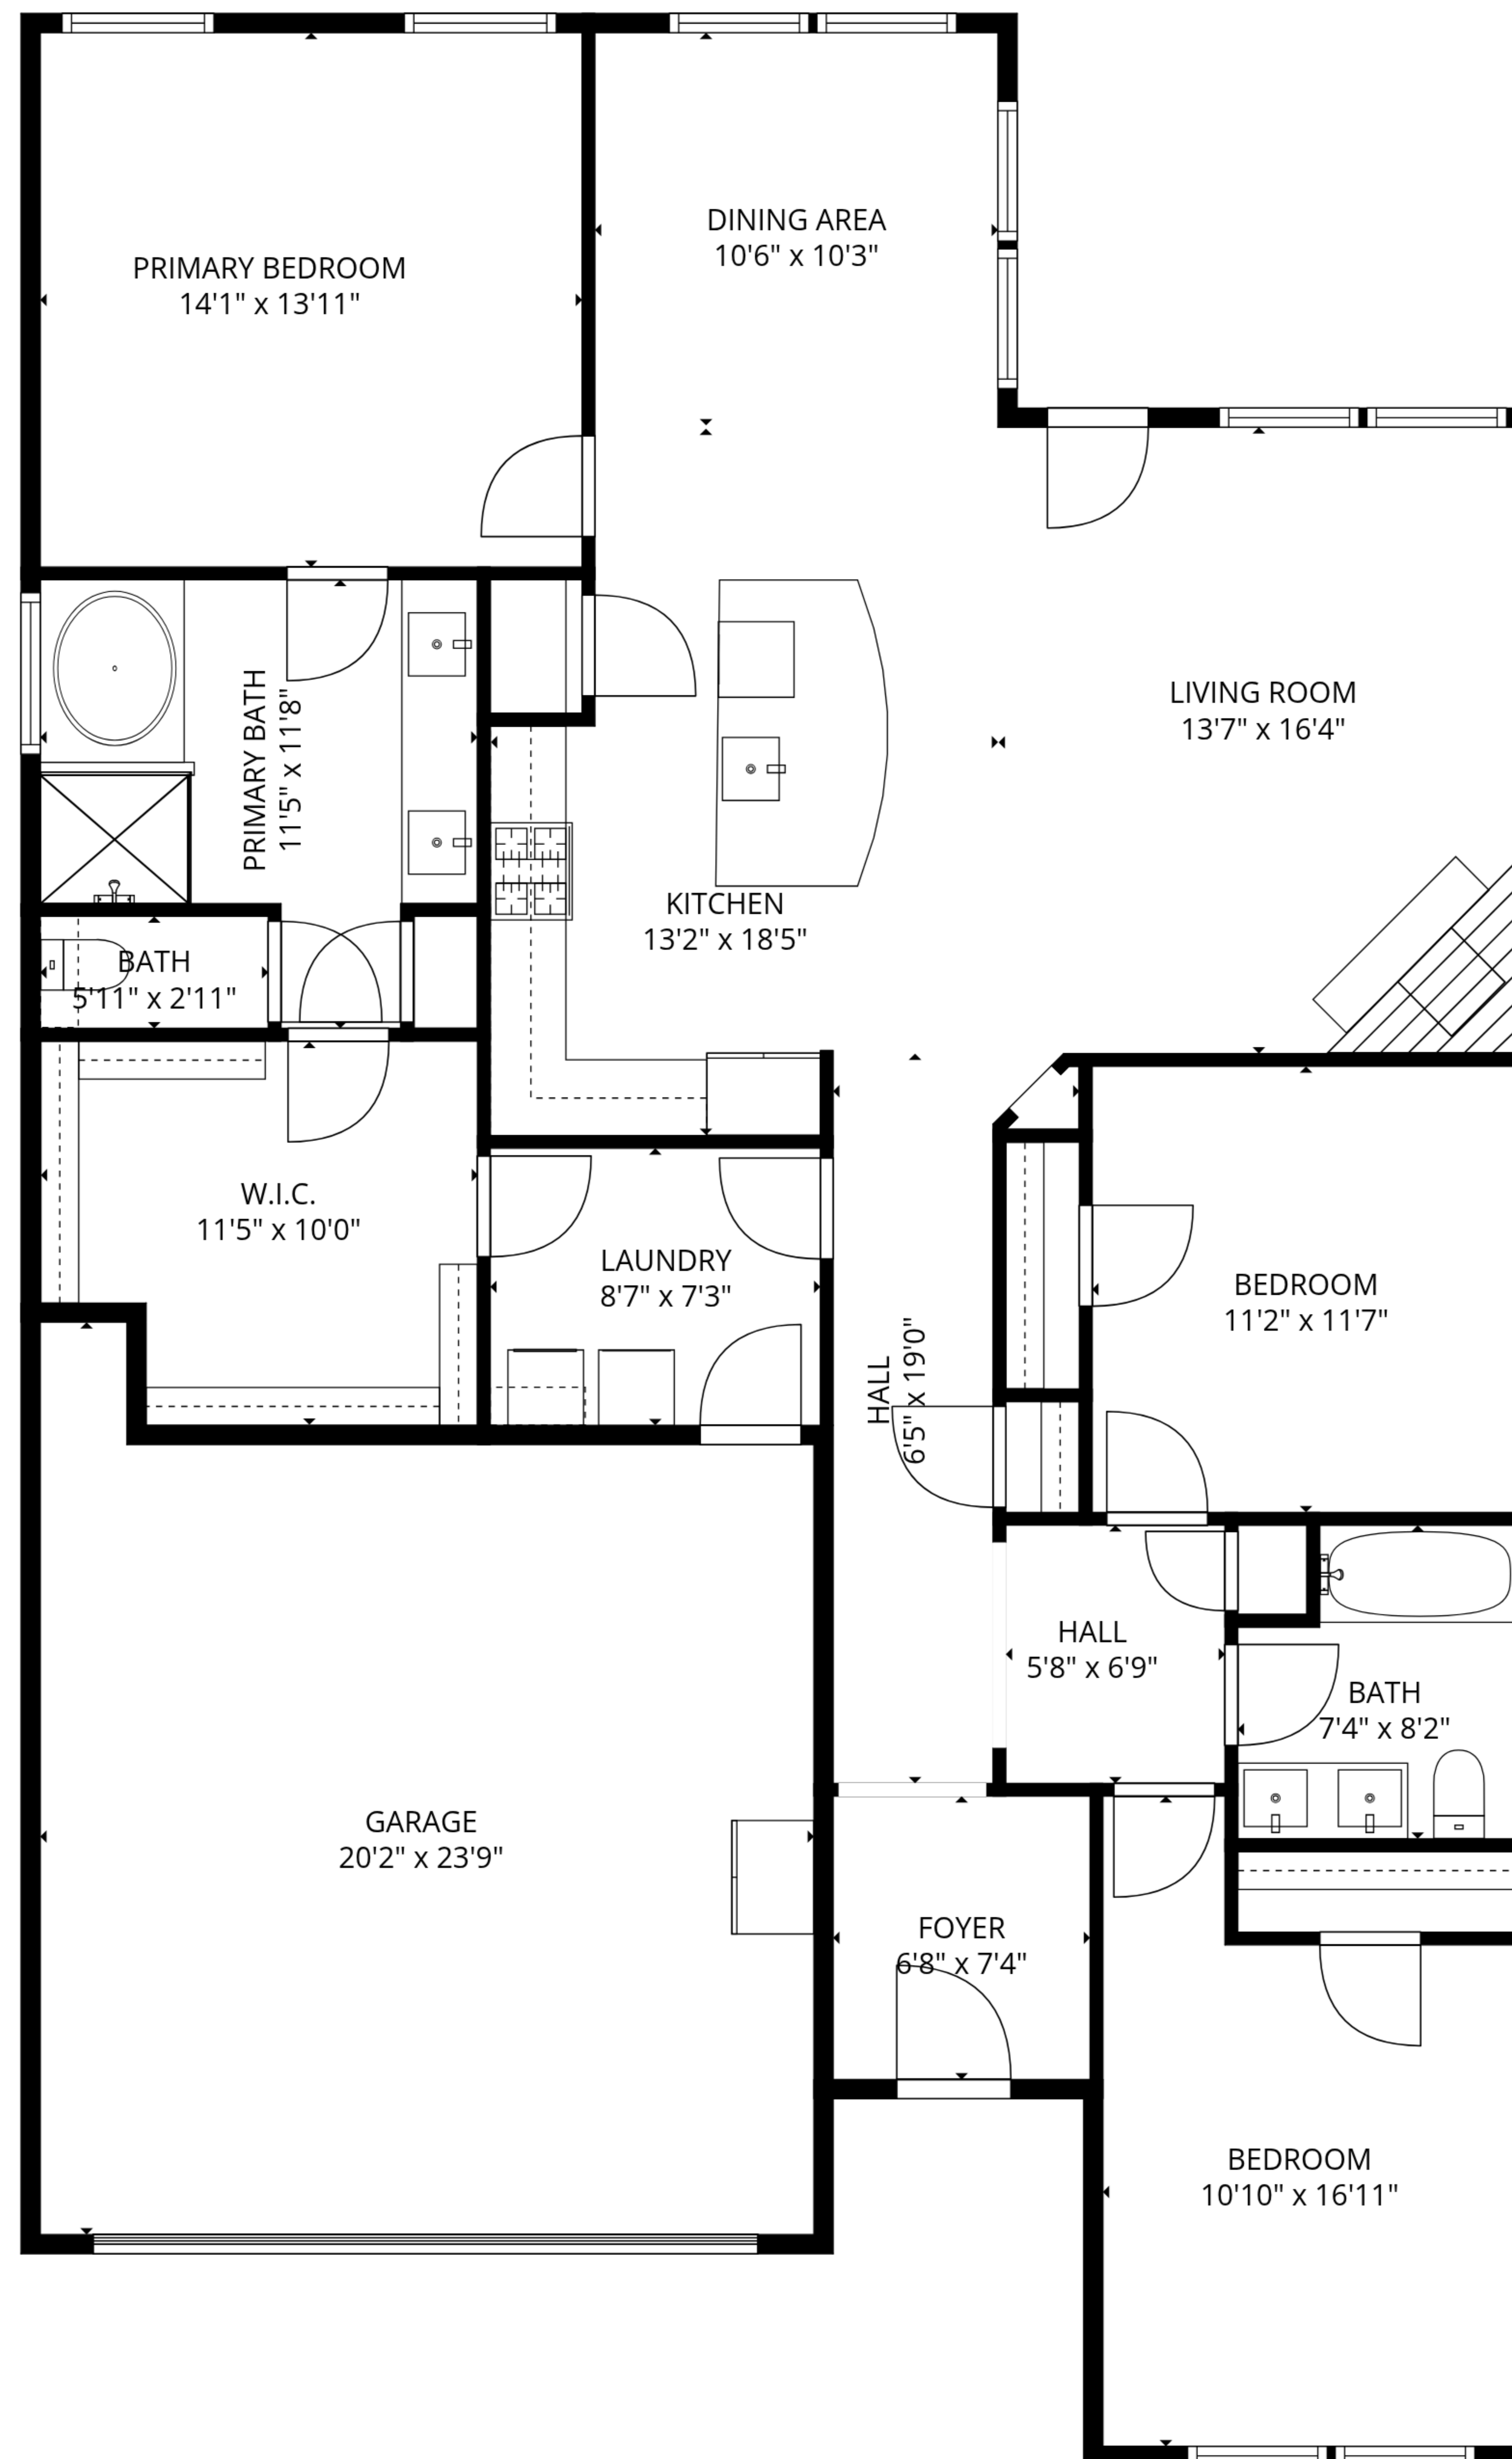 DINING AREA
10'6" x 10'3"
PRIMARY BEDROOM
14'1" x 13'11"
LIVING ROOM
13'7" x 16'4"
PRIMARY BATH
11'5" x 11'8"
KITCHEN
13'2" x 18'5"
BATH
5'11" x 2'11"
W.I.C.
11'5" x 10'0"
LAUNDRY
8'7" x 7'3"
BEDROOM
11'2" x 11'7"
HALL
6'5" x 19'0"
HALL
5'8" x 6'9"
BATH
7'4" x 8'2"
GARAGE
20'2" x 23'9"
FOYER
6'8" x 7'4"
BEDROOM
10'10" x 16'11"